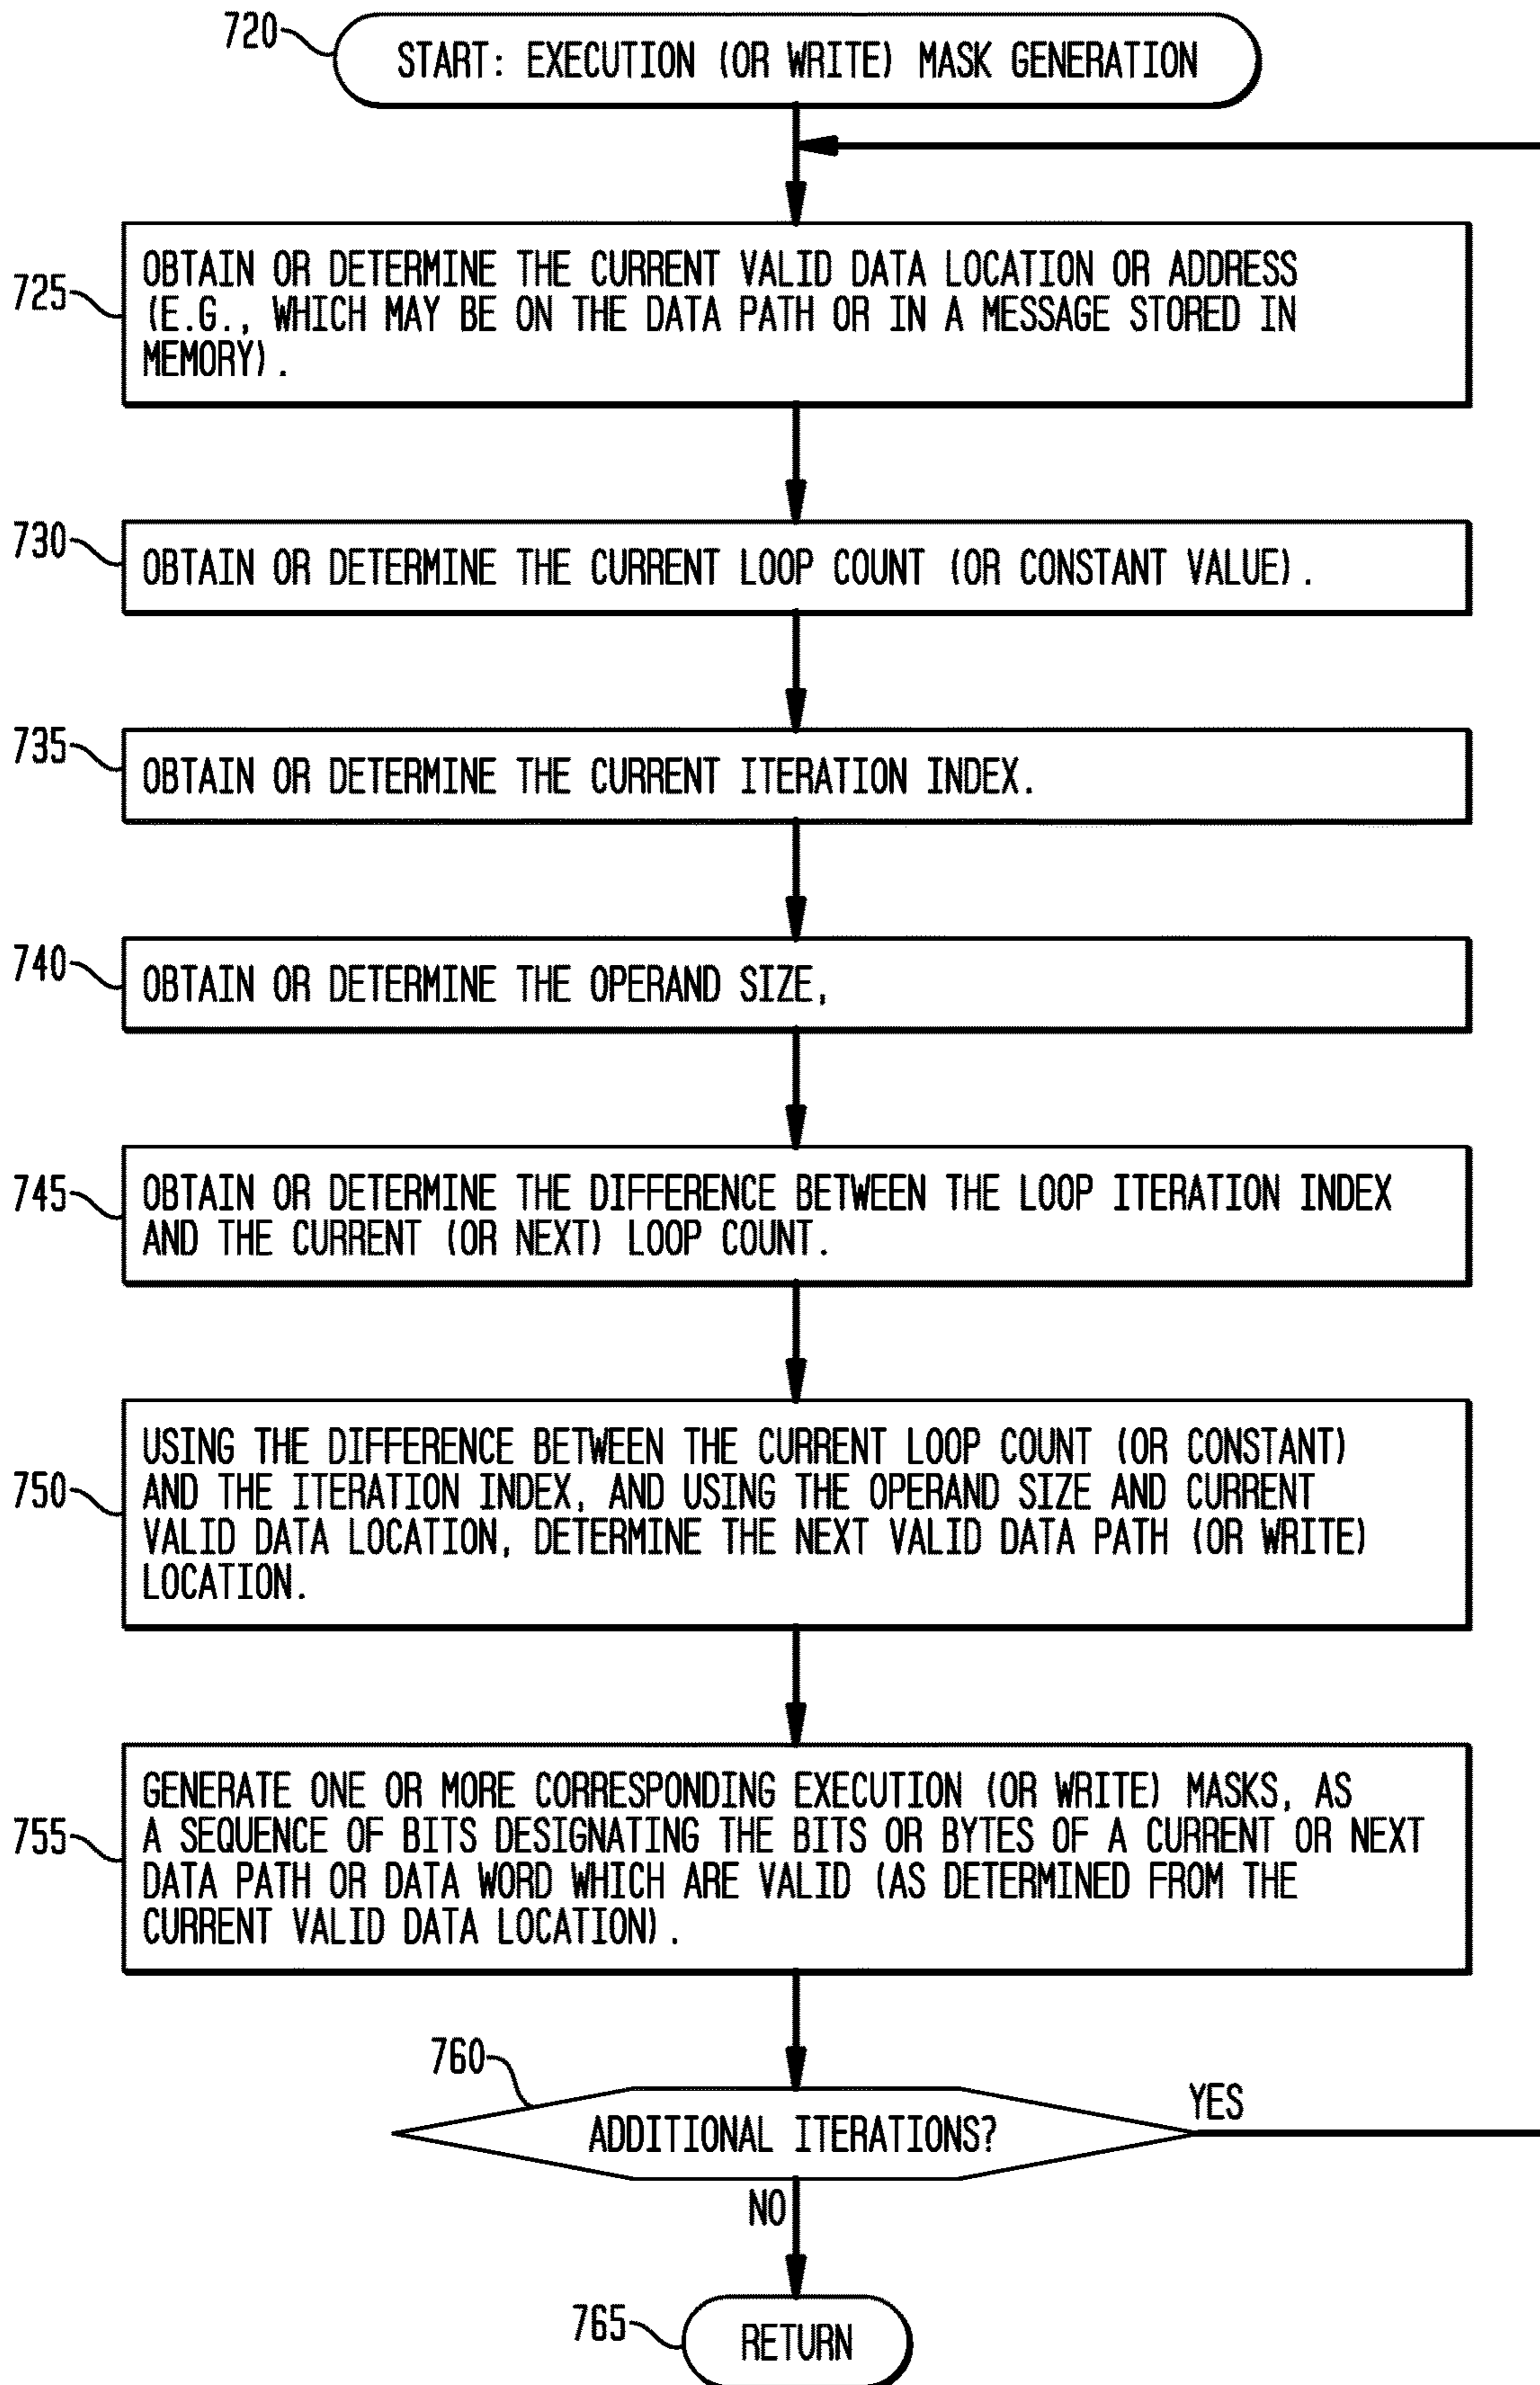 720
START: EXECUTION (OR WRITE) MASK GENERATION
725
OBTAIN OR DETERMINE THE CURRENT VALID DATA LOCATION OR ADDRESS
(E.G., WHICH MAY BE ON THE DATA PATH OR IN A MESSAGE STORED IN
MEMORY).
730
OBTAIN OR DETERMINE THE CURRENT LOOP COUNT (OR CONSTANT VALUE).
735
OBTAIN OR DETERMINE THE CURRENT ITERATION INDEX.
740
OBTAIN OR DETERMINE THE OPERAND SIZE,
745
OBTAIN OR DETERMINE THE DIFFERENCE BETWEEN THE LOOP ITERATION INDEX
AND THE CURRENT (OR NEXT) LOOP COUNT.
750
USING THE DIFFERENCE BETWEEN THE CURRENT LOOP COUNT (OR CONSTANT)
AND THE ITERATION INDEX, AND USING THE OPERAND SIZE AND CURRENT
VALID DATA LOCATION, DETERMINE THE NEXT VALID DATA PATH (OR WRITE)
LOCATION.
755
GENERATE ONE OR MORE CORRESPONDING EXECUTION (OR WRITE) MASKS, AS
A SEQUENCE OF BITS DESIGNATING THE BITS OR BYTES OF A CURRENT OR NEXT
DATA PATH OR DATA WORD WHICH ARE VALID (AS DETERMINED FROM THE
CURRENT VALID DATA LOCATION).
760
ADDITIONAL ITERATIONS?
YES
NO
765
RETURN